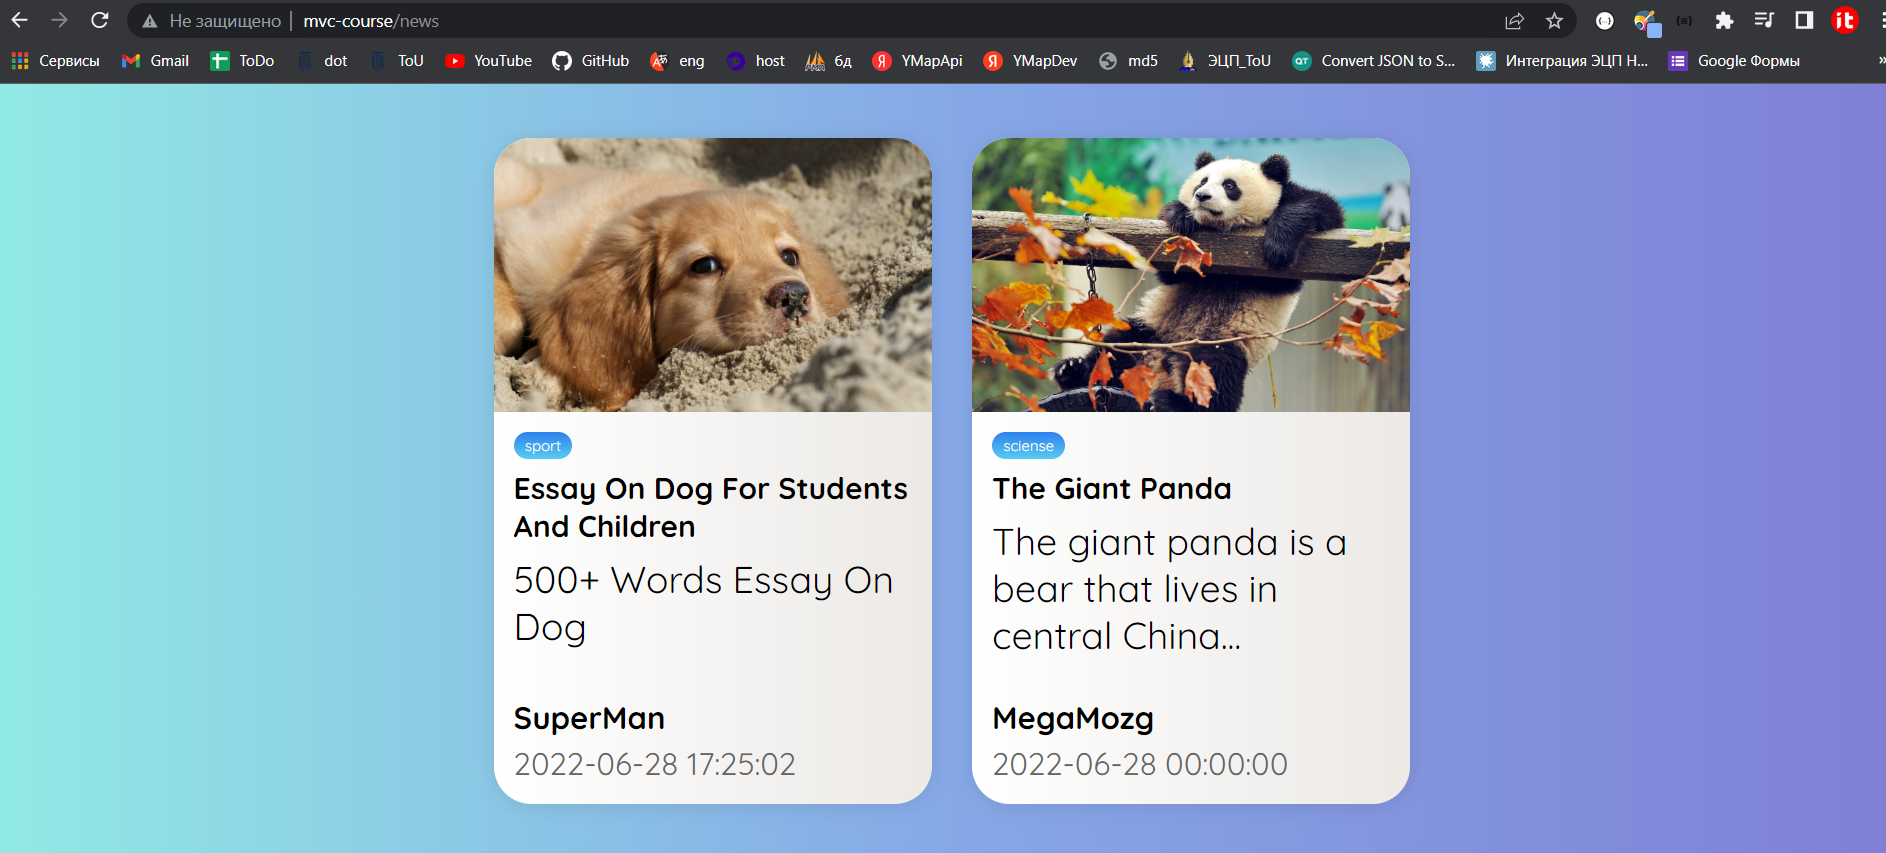 Не защищено | mvc-course/news
Сервисы Gmail ToDo dot ToU YouTube GitHub eng host бд YMapApi YMapDev md5 ЭЦП_ToU Convert JSON to S... Интеграция ЭЦП Н... Google Формы »
sport
Essay On Dog For Students
And Children
500+ Words Essay On
Dog
SuperMan
2022-06-28 17:25:02
sciense
The Giant Panda
The giant panda is a
bear that lives in
central China...
MegaMozg
2022-06-28 00:00:00